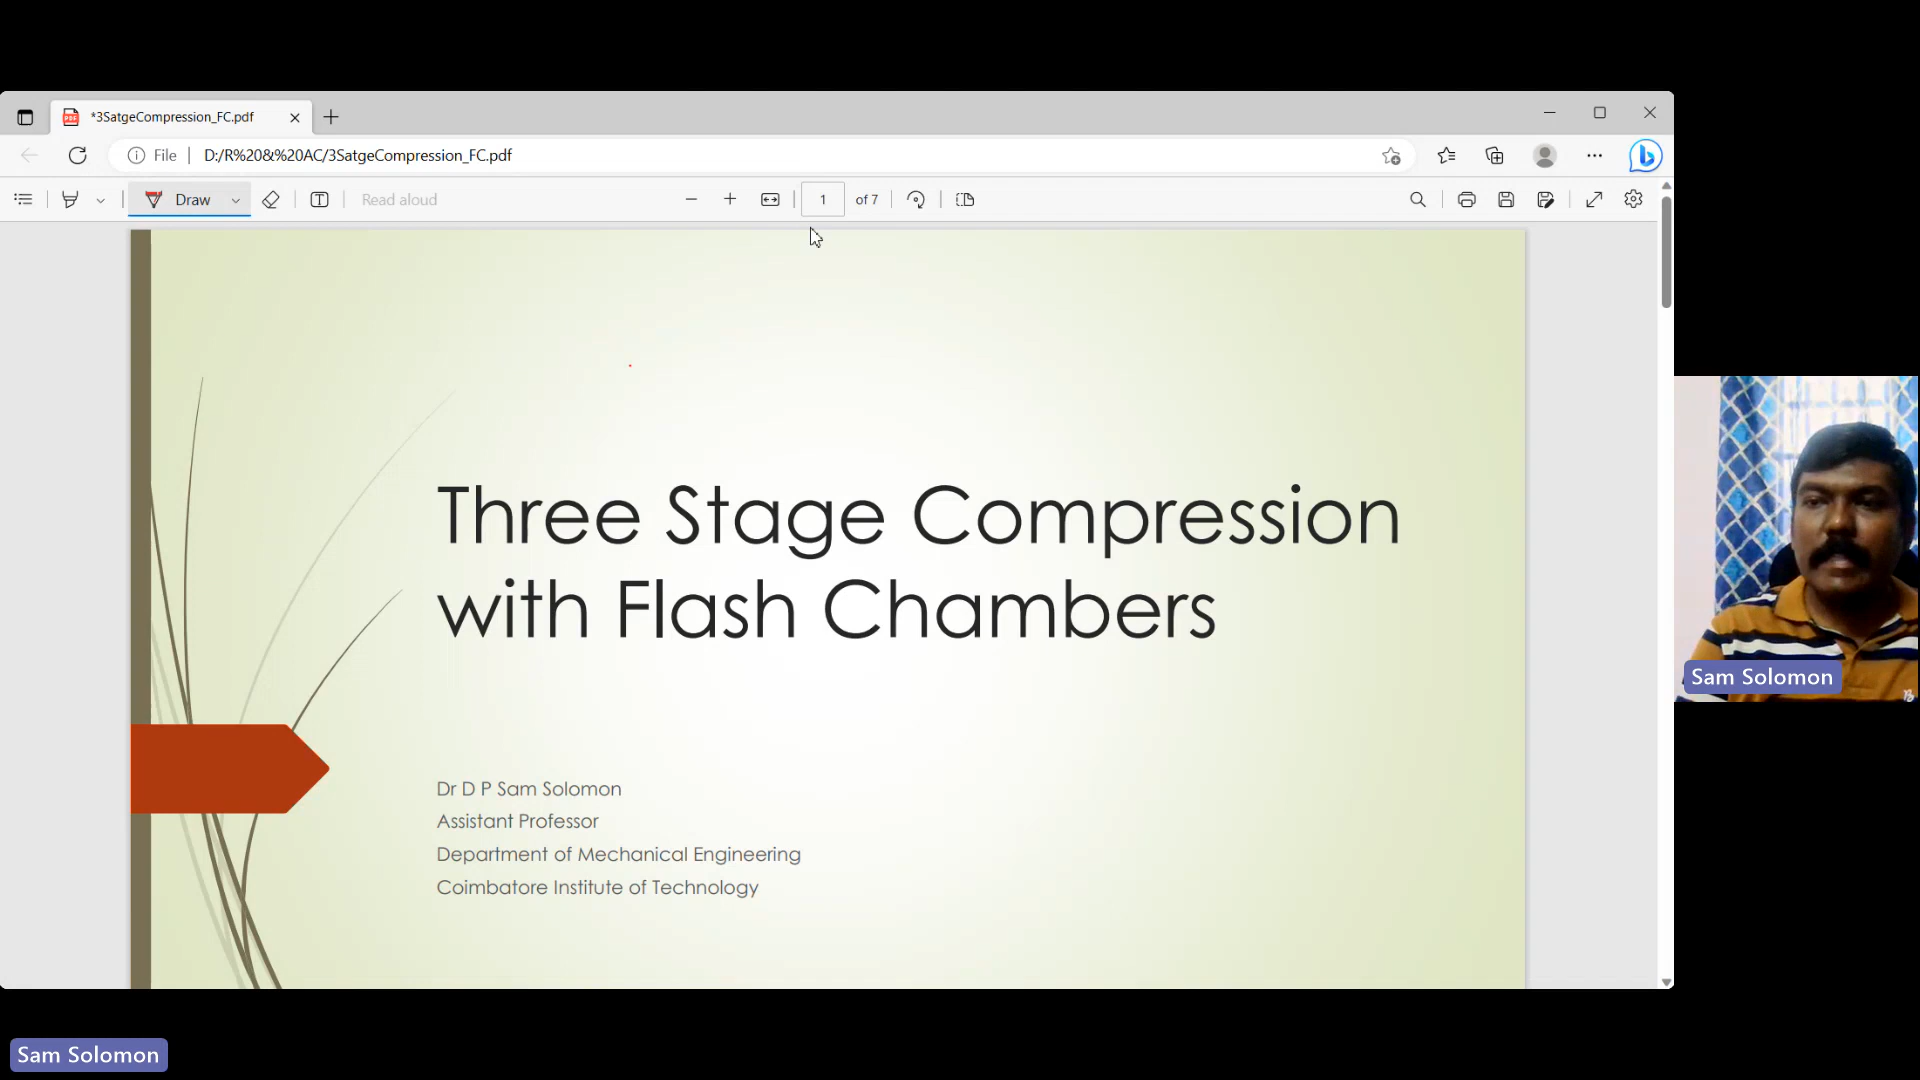 *3SatgeCompression_FC.pdf
File
D:/R%20&%20AC/3SatgeCompression_FC.pdf
Draw
Read aloud
1 of 7
Three Stage Compression
with Flash Chambers
Dr D P Sam Solomon
Assistant Professor
Department of Mechanical Engineering
Coimbatore Institute of Technology
Sam Solomon
Sam Solomon